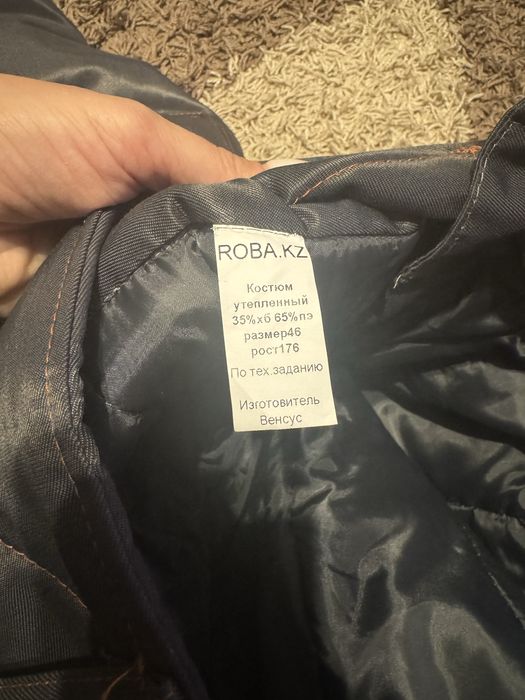 ROBA.KZ
Костюм
утепленный
35%хб 65%пэ
размер46
рост176
По тех.заданию
Изготовитель
Венсус